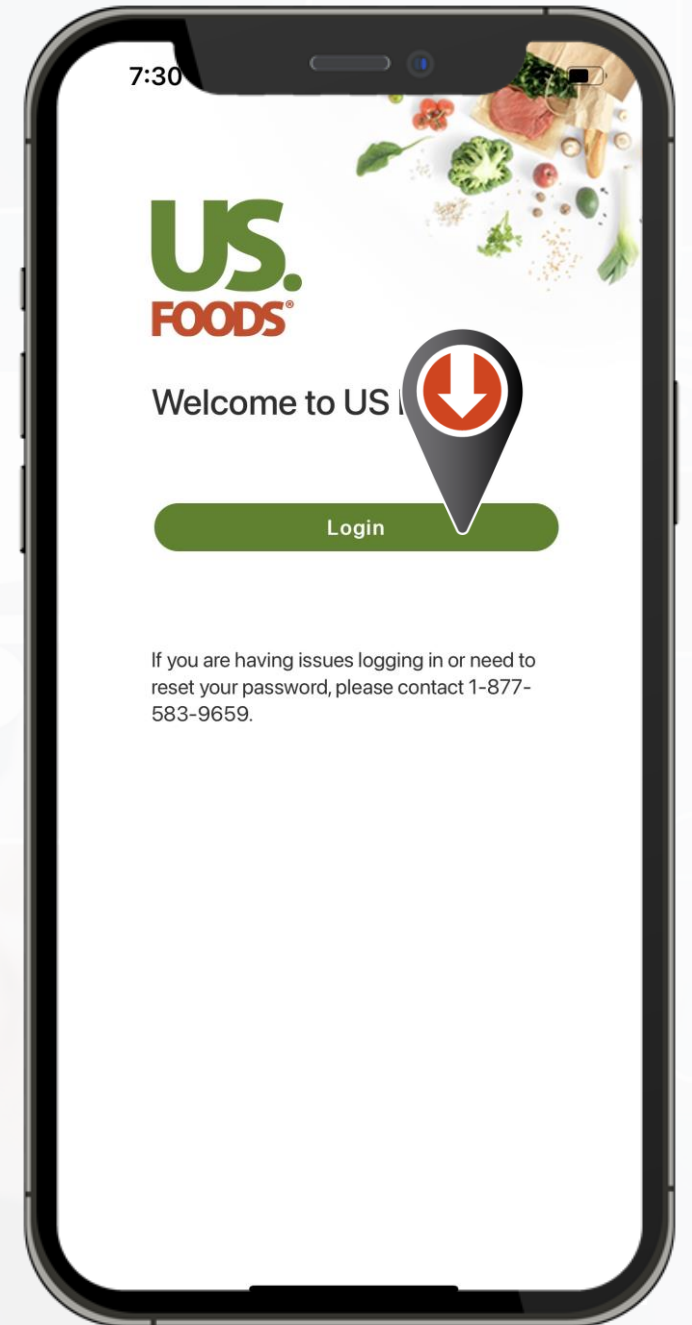 7:30
US.
FOODS®
Welcome to US
Login
If you are having issues logging in or need to
reset your password, please contact 1-877-
583-9659.